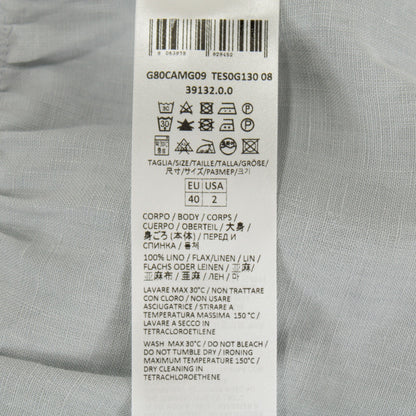 G80CAMG09 TES0G130 08
39132.0.0
TAGLIA/SIZE/TAILLE/TALLA/GRÖßE/
尺寸/サイズ/РАЗМЕР/크기
EU USA
40 2
CORPO / BODY / CORPS /
CUERPO / OBERTEIL / 大身/
身ごろ (本体) / ПЕРЕД И
СПИНКА /
100% LINO / FLAX/LINEN / LIN /
FLACHS ODER LEINEN / 亚麻/
亚麻布 / 亜麻 / ЛЕН / 마)
LAVARE MAX 30°C / NON TRATTARE
CON CLORO / NON USARE
ASCIUGATRICE / STIRARE A
TEMPERATURA MASSIMA 150 °C /
LAVARE A SECCO IN
TETRACLOROETILENE
WASH MAX 30°C / DO NOT BLEACH /
DO NOT TUMBLE DRY / IRONING
MAXIMUM TEMPERATURE 150°C /
DRY CLEANING IN
TETRACHLOROETHENE